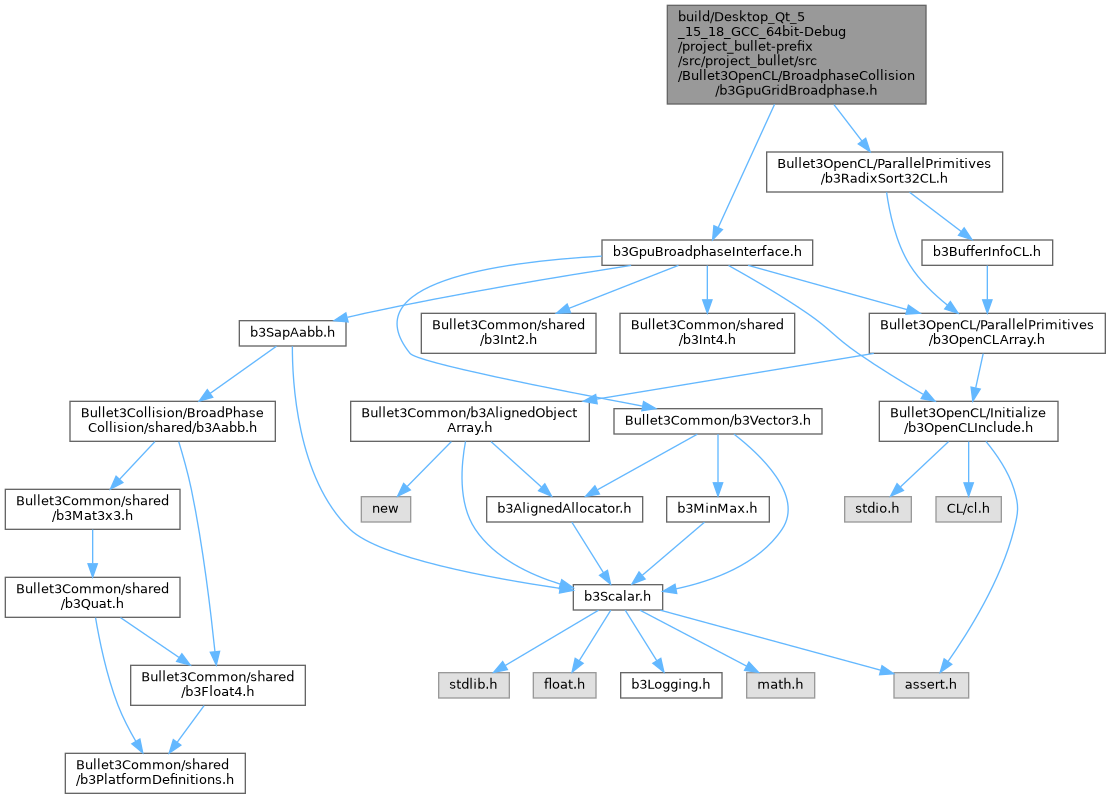 build/Desktop_Qt_5
_15_18_GCC_64bit-Debug
/project_bullet-prefix
/src/project_bullet/src
/Bullet3OpenCL/BroadphaseCollision
/b3GpuGridBroadphase.h
Bullet3OpenCL/ParallelPrimitives
/b3RadixSort32CL.h
b3GpuBroadphaseInterface.h
b3BufferInfoCL.h
b3SapAabb.h
Bullet3Common/shared
/b3Int2.h
Bullet3Common/shared
/b3Int4.h
Bullet3OpenCL/ParallelPrimitives
/b3OpenCLArray.h
Bullet3Collision/BroadPhase
Collision/shared/b3Aabb.h
Bullet3Common/b3AlignedObject
Array.h
Bullet3Common/b3Vector3.h
Bullet3OpenCL/Initialize
/b3OpenCLInclude.h
Bullet3Common/shared
/b3Mat3x3.h
new
b3AlignedAllocator.h
b3MinMax.h
stdio.h
CL/cl.h
Bullet3Common/shared
/b3Quat.h
b3Scalar.h
Bullet3Common/shared
/b3Float4.h
stdlib.h
float.h
b3Logging.h
math.h
assert.h
Bullet3Common/shared
/b3PlatformDefinitions.h